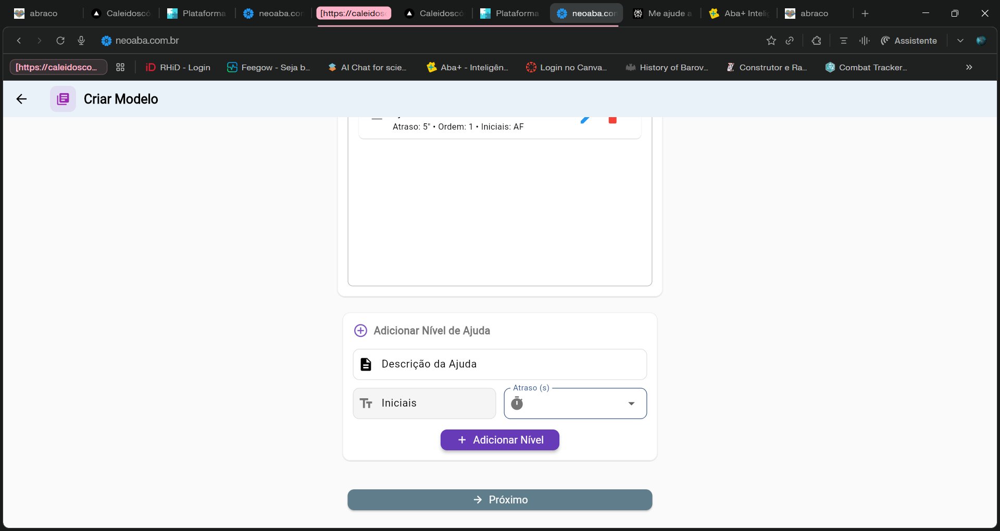 abraco
Caleidoscó
Plataforma
neoaba.con
[https://caleidosc
Caleidoscó
Plataforma
neoaba.con
Me ajude a
Aba+ Intelig
abraco
neoaba.com.br
Assistente
[https://caleidosco...
RHiD - Login
Feegow - Seja b...
AI Chat for scie...
Aba+ - Inteligên...
Login no Canva...
History of Barov...
Construtor e Ra...
Combat Tracker...
Criar Modelo
Atraso: 5" • Ordem: 1 • Iniciais: AF
Adicionar Nível de Ajuda
Descrição da Ajuda
Iniciais
Atraso (s)
+ Adicionar Nível
Próximo